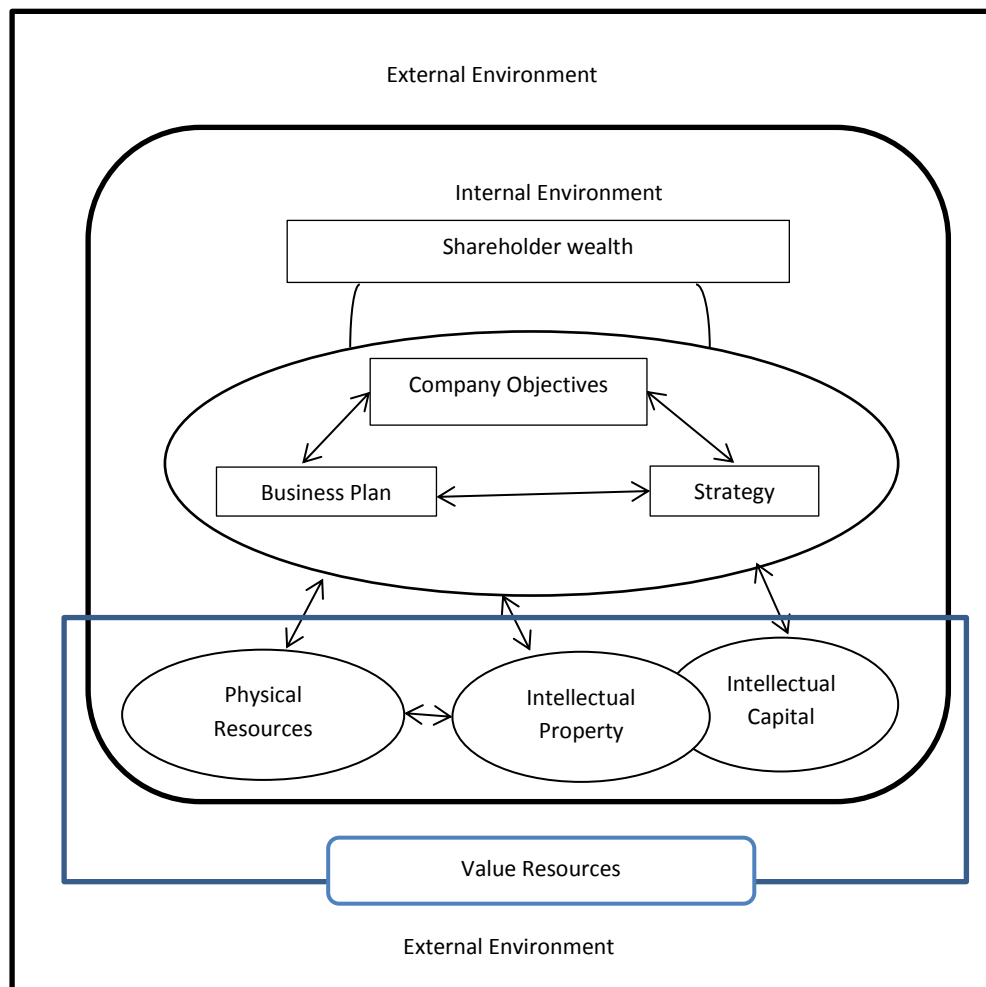 External Environment
Internal Environment
Shareholder wealth
Company Objectives
Business Plan
Strategy
Physical
Resources
Intellectual
Property
Intellectual
Capital
Value Resources
External Environment